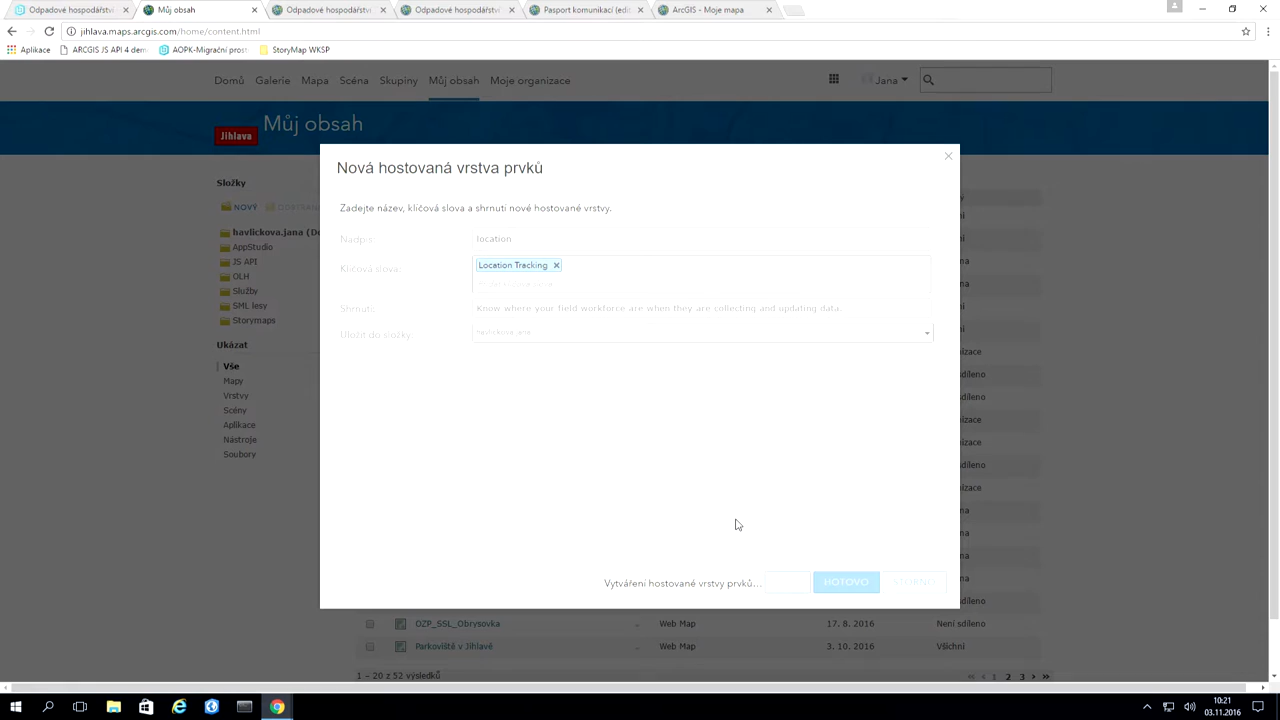 Odpadové hospodářství
Můj obsah
Odpadové hospodářství
Odpadové hospodářství
Pasport komunikací (edi
ArcGIS - Moje mapa
jihlava.maps.arcgis.com/home/content.html
Aplikace
ARCGIS JS API 4 dem
AOPK-Migrační prost
StoryMap WKSP
Domů
Galerie
Mapa
Scéna
Skupiny
Můj obsah
Moje organizace
Jana
Jihlava
Můj obsah
Nová hostovaná vrstva prvků
Složky
NOVÝ
Zadejte název, klíčová slova a shrnutí nové hostované vrstvy.
havlickova.jana (Do
Nadpis:
location
AppStudio
JS API
Klíčová slova:
Location Tracking
OLH
Služby
SML lesy
Shrnutí:
Know where your field workforce are when they are collecting and updating data.
Storymaps
Uložit do složky:
havlickova.jana
Ukázat
Vše
Mapy
Vrstvy
Scény
Aplikace
Nástroje
Soubory
Vytváření hostované vrstvy prvků...
HOTOVO
STORNO
OZP_SSL_Obrysovka
Web Map
17. 8. 2016
Není sdíleno
Parkoviště v Jihlavě
Web Map
3. 10. 2016
Všichni
1 – 20 z 52 výsledků
1 2 3
10:21
03.11.2016